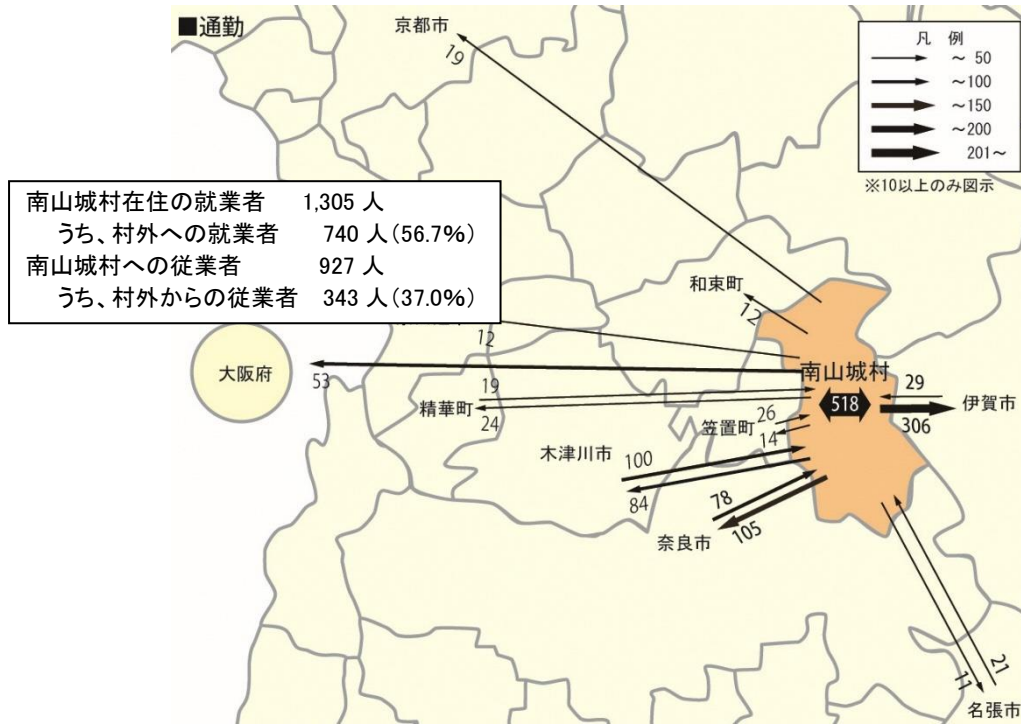 ■通勤
京都市
19
凡 例
～ 50
～100
～150
～200
201～
※10以上のみ図示
南山城村在住の就業者 1,305 人
うち、村外への就業者 740 人(56.7%)
南山城村への従業者 927 人
うち、村外からの従業者 343 人(37.0%)
和束町
12
12
大阪府
53
南山城村
518
29
伊賀市
306
19
精華町
24
26
笠置町
14
木津川市
100
84
78
奈良市
105
11
21
名張市